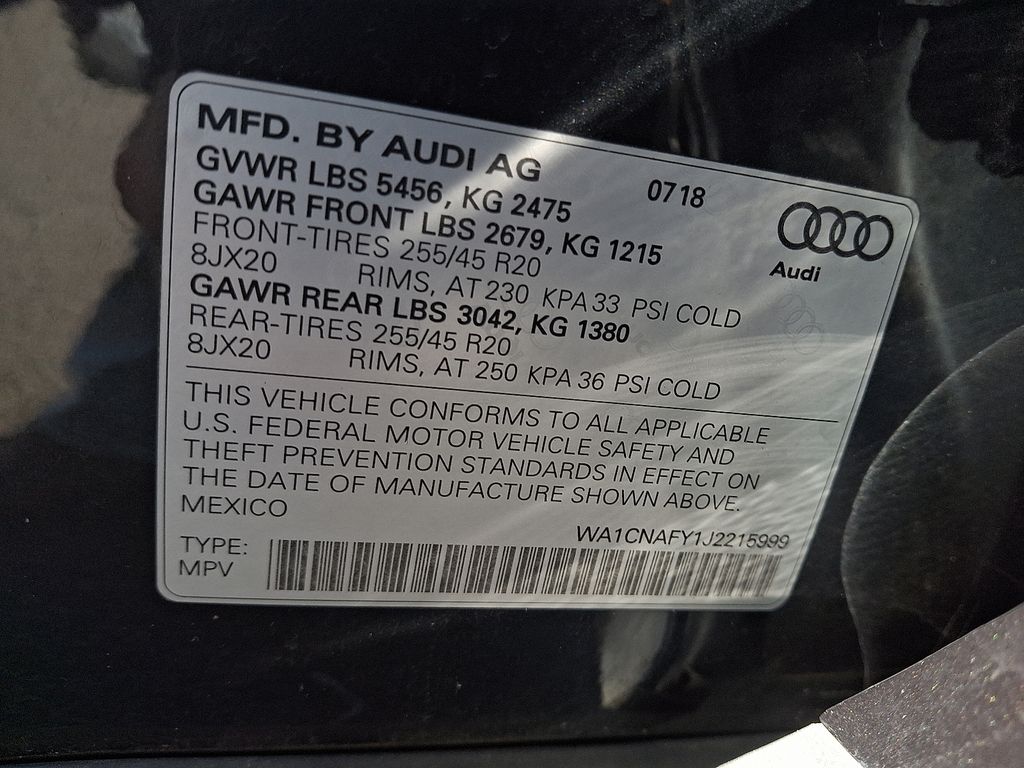 MFD. BY AUDI AG
0718
GVWR LBS 5456, KG 2475
GAWR FRONT LBS 2679, KG 1215
FRONT-TIRES 255/45 R20
8JX20 RIMS, AT 230 KPA 33 PSI COLD
GAWR REAR LBS 3042, KG 1380
REAR-TIRES 255/45 R20
8JX20 RIMS, AT 250 KPA 36 PSI COLD
Audi
THIS VEHICLE CONFORMS TO ALL APPLICABLE
U.S. FEDERAL MOTOR VEHICLE SAFETY AND
THEFT PREVENTION STANDARDS IN EFFECT ON
THE DATE OF MANUFACTURE SHOWN ABOVE.
MEXICO
WA1CNAFY1J2215999
TYPE:
MPV